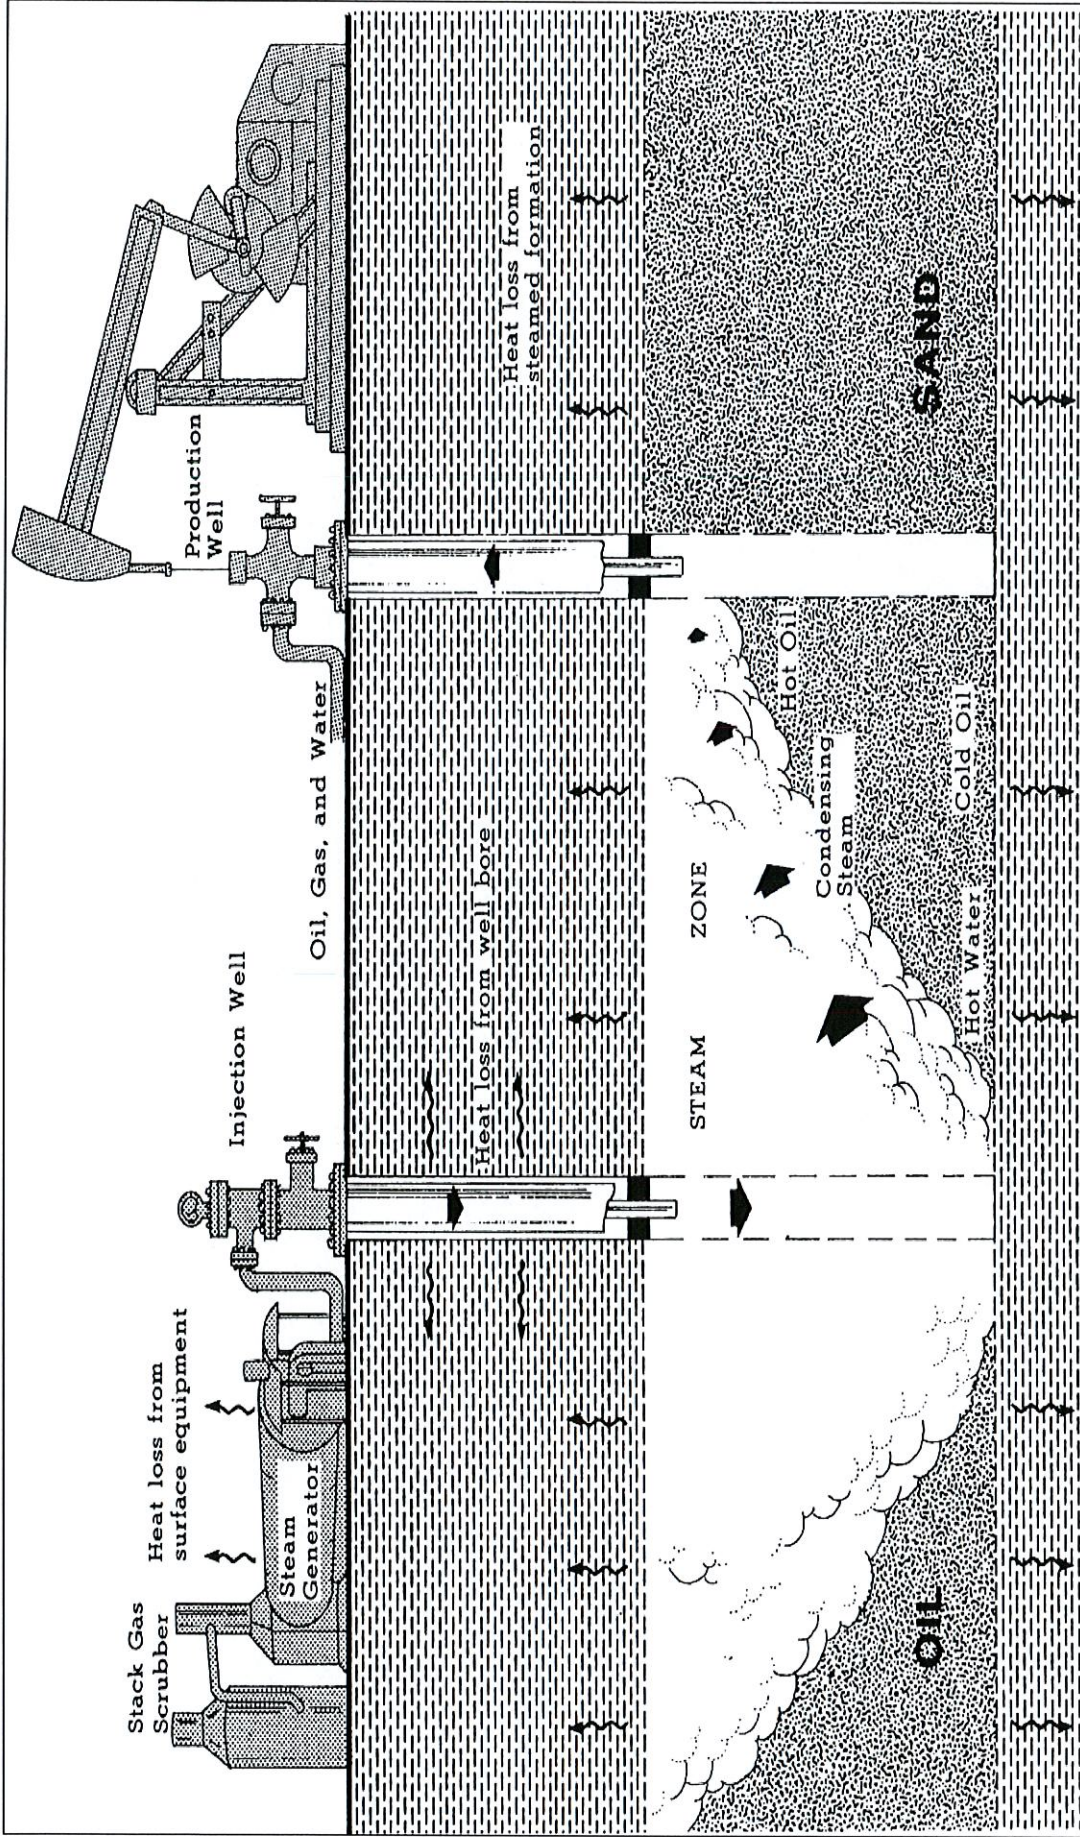 Stack Gas
Scrubber
Heat loss from
surface equipment
Steam
Generator
Injection Well
Production
Well
Oil, Gas, and Water
Heat loss from well bore
Heat loss from
steamed formation
STEAM ZONE
Hot Oil
Condensing
Steam
Cold Oil
Hot Water
OIL SAND